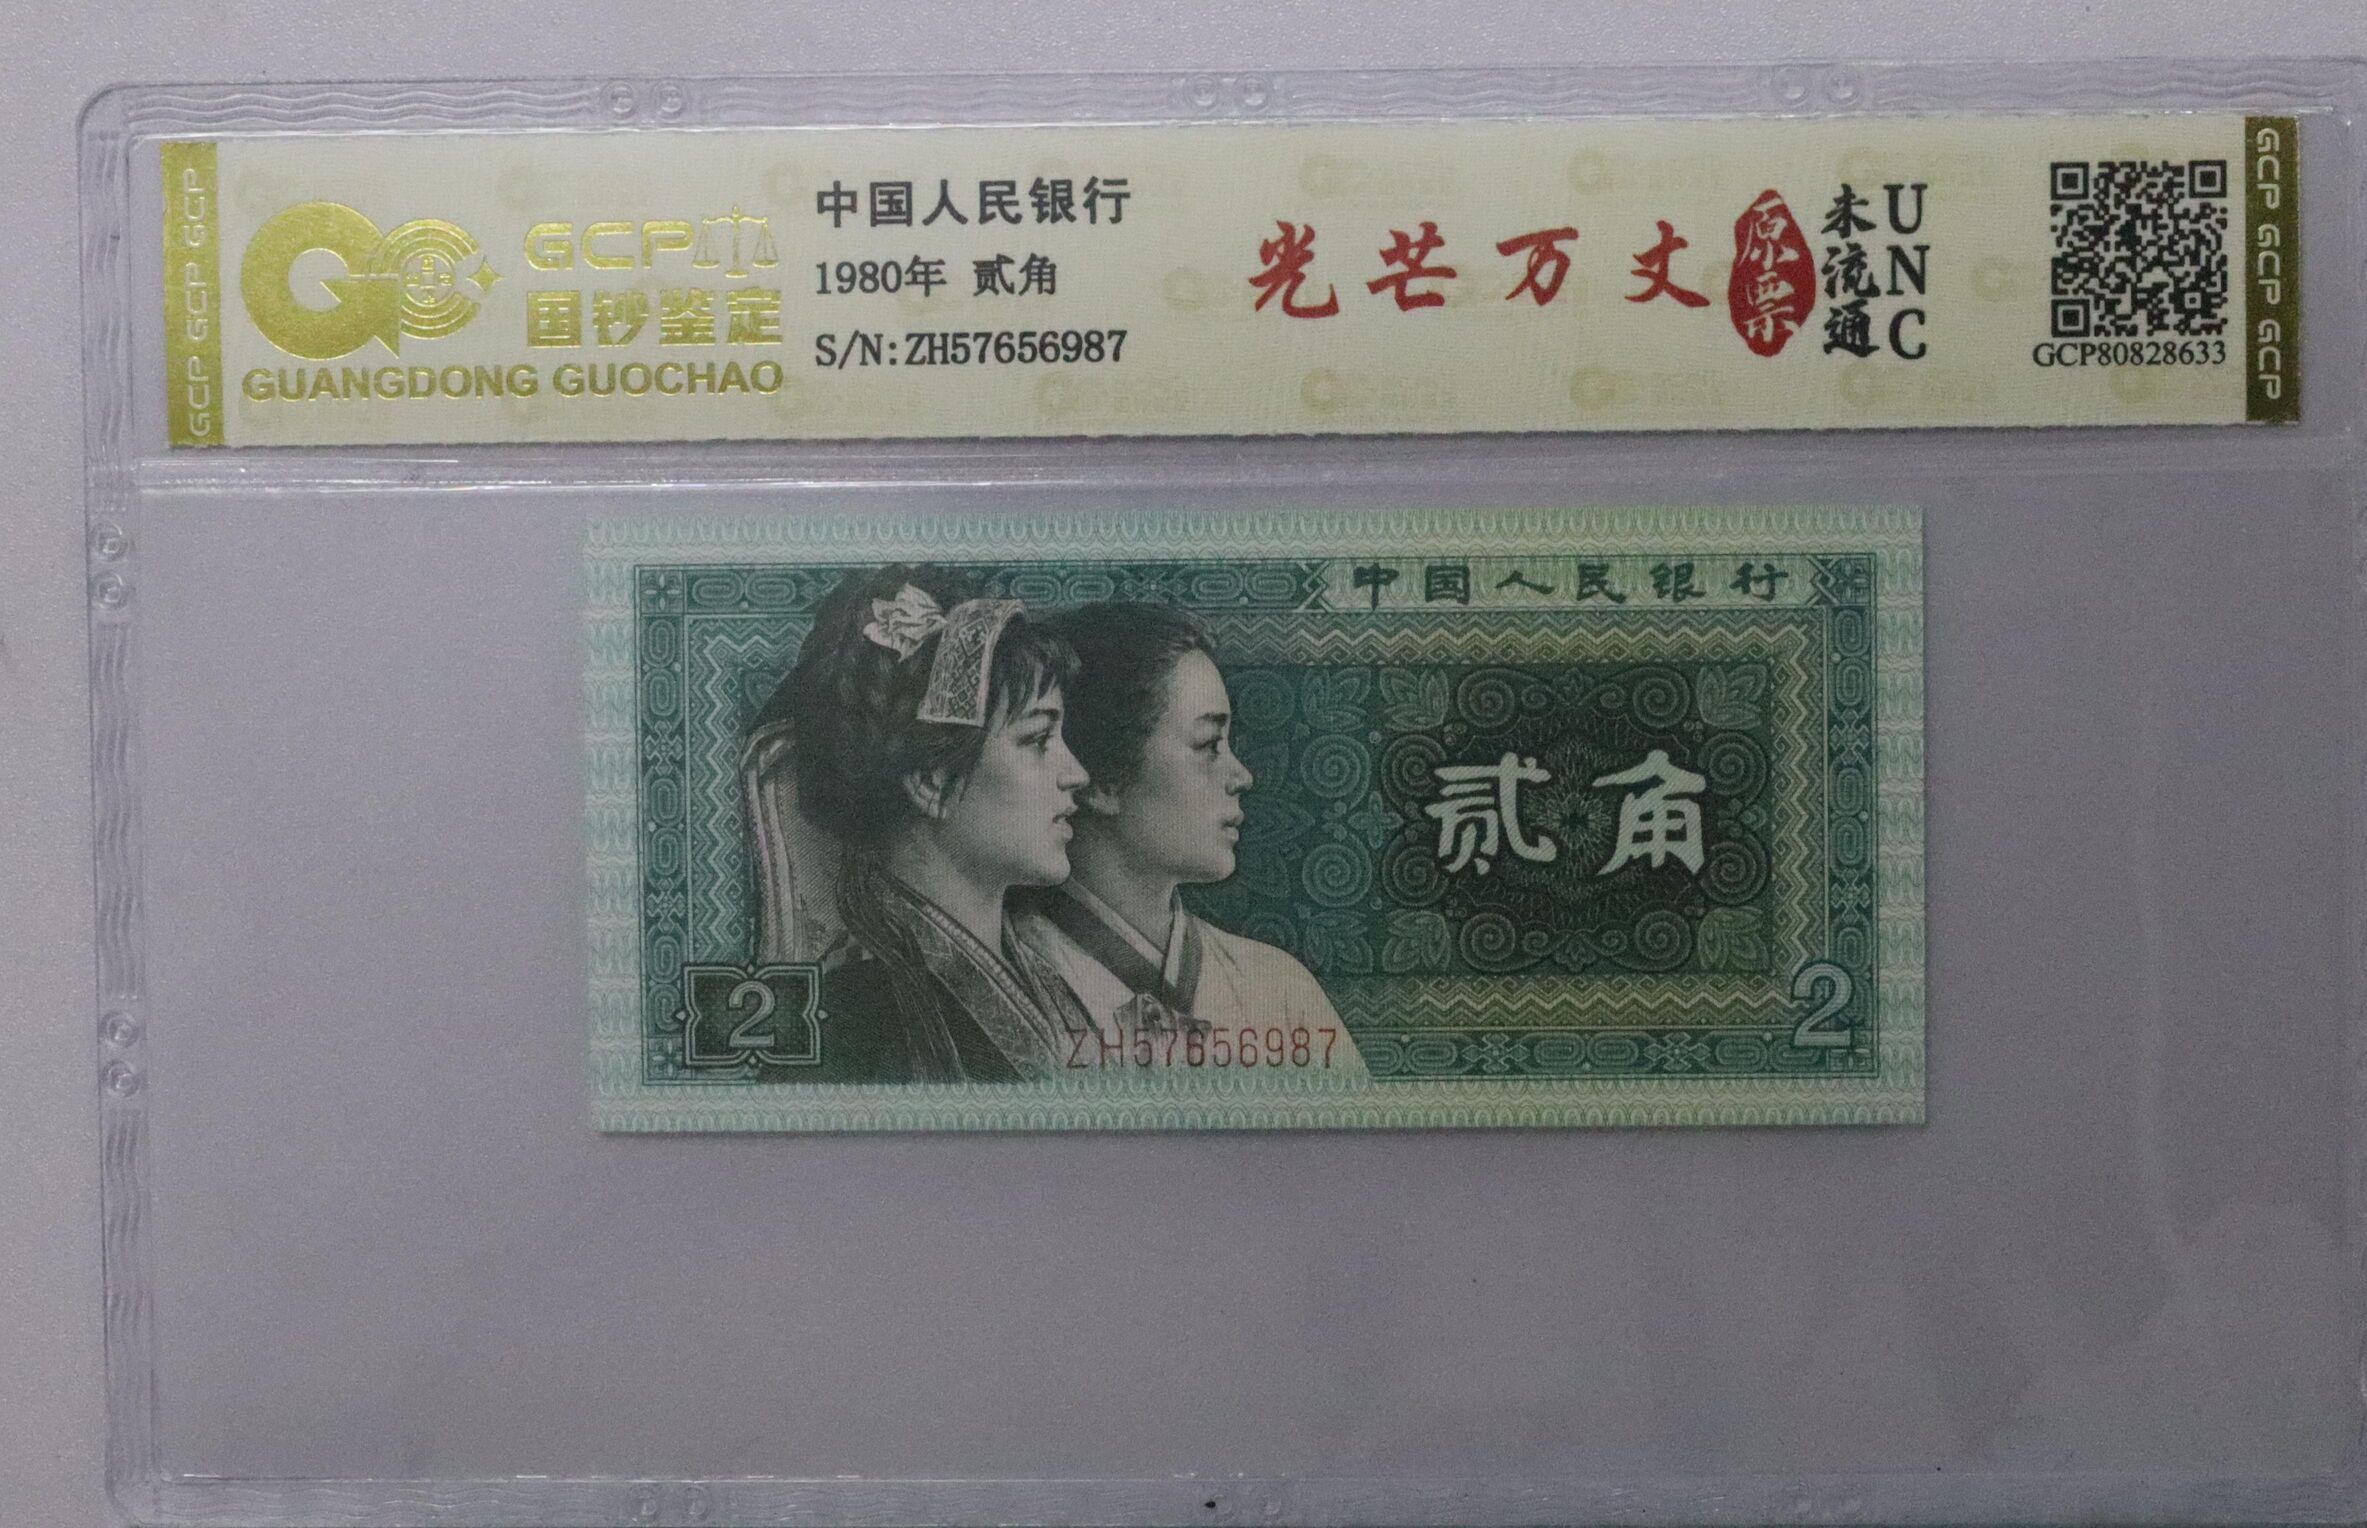 GCP GCP GCP
GCP
国钞鉴定
GUANGDONG GUOCHAO
中国人民银行
1980年 贰角
S/N:ZH57656987
光芒万丈
原票
未流通
UNC
GCP80828633
GCP GCP GCP
中国人民银行
贰角
2
ZH57656987
2